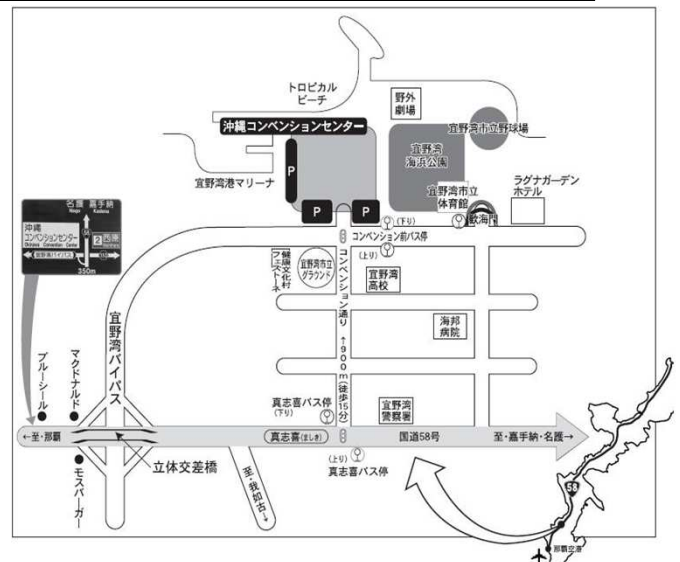 トロピカル
ビーチ
野外
劇場
沖縄コンベンションセンター
宜野湾市立野球場
P
宜野湾
海浜公園
宜野湾港マリーナ
宜野湾市立
体育館
ラグナガーデン
ホテル
P
P
歓海門
名護 嘉手納
Nago Kadena
沖縄
コンベンションセンター
Okinawa Convention Center
58
宜野湾バイパス
350m
(下り)
コンベンション前バス停
(上り)
健康文化村
フェストーネ
宜野湾市立
グラウンド
宜野湾
高校
コンベンション通り ↑900m(徒歩15分)
海邦
病院
宜野湾バイパス
ブルーシール
マクドナルド
真志喜バス停
(下り)
宜野湾
警察署
←至・那覇
真志喜(ましき)
国道58号
至・嘉手納・名護→
(上り)
真志喜バス停
立体交差橋
モスバーガー
至・我如古→
58
那覇空港